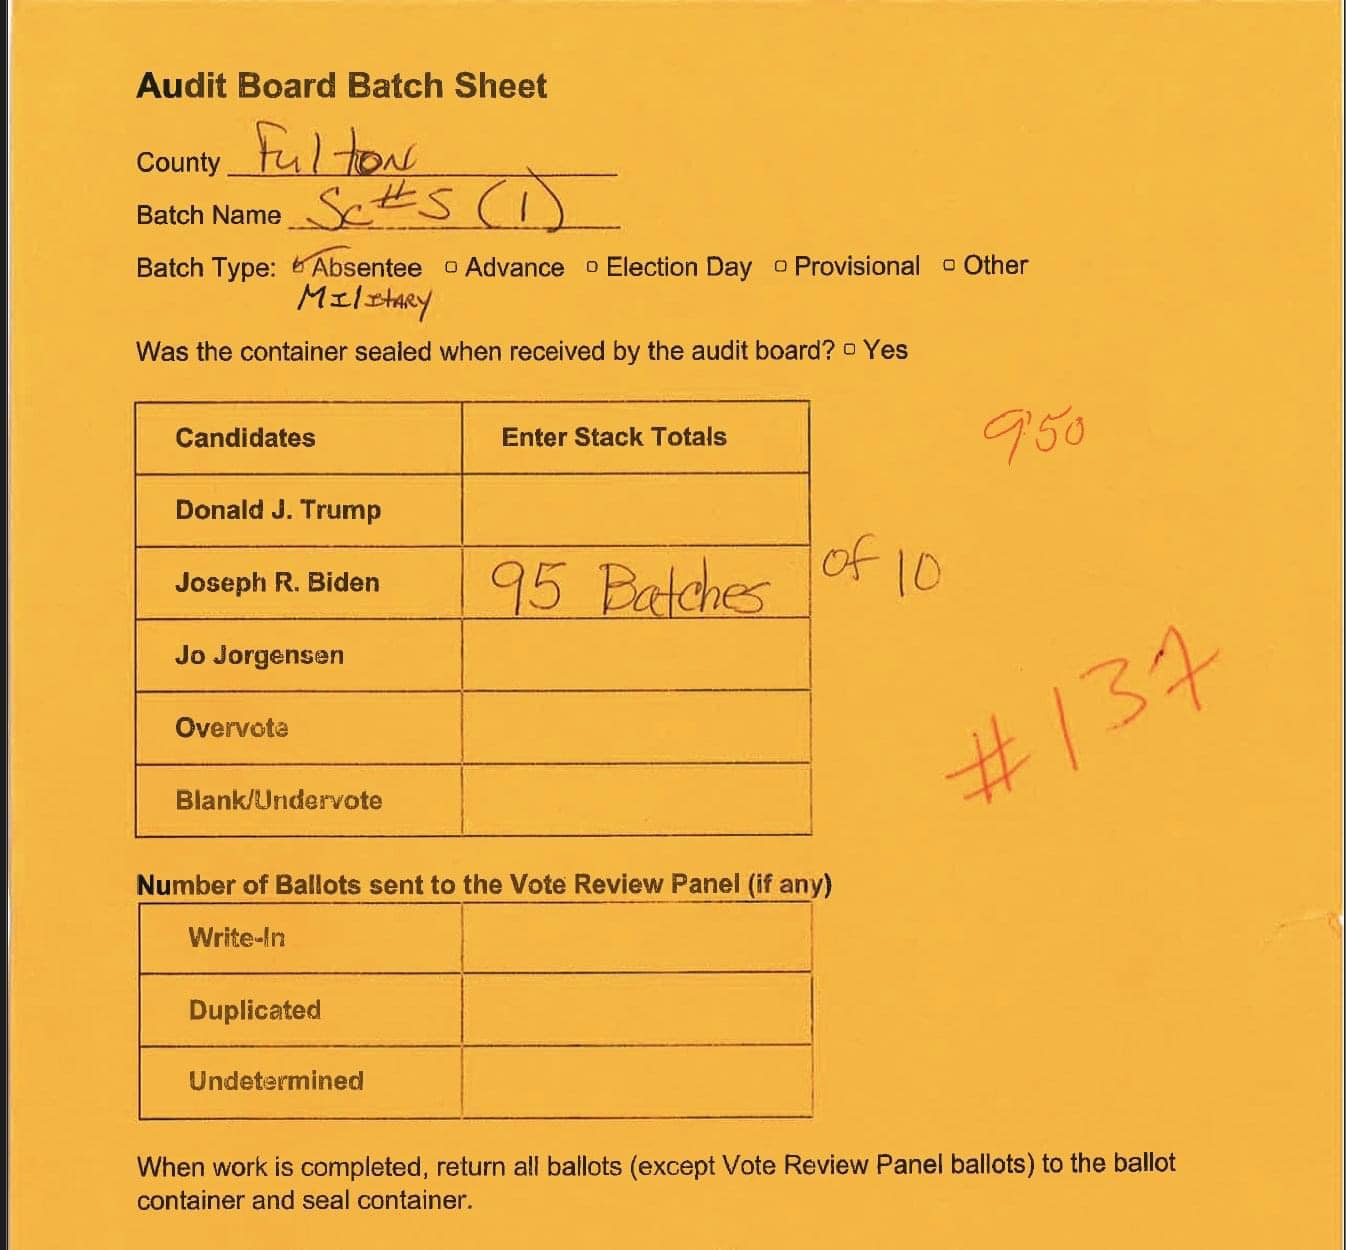 Audit Board Batch Sheet
County Fulton
Batch Name Sc#5 (1)
Batch Type: Absentee Advance Election Day Provisional Other
Military
Was the container sealed when received by the audit board? Yes
Candidates Enter Stack Totals
950
Donald J. Trump
Joseph R. Biden 95 Batches of 10
Jo Jorgensen
#137
Overvote
Blank/Undervote
Number of Ballots sent to the Vote Review Panel (if any)
Write-In
Duplicated
Undetermined
When work is completed, return all ballots (except Vote Review Panel ballots) to the ballot
container and seal container.